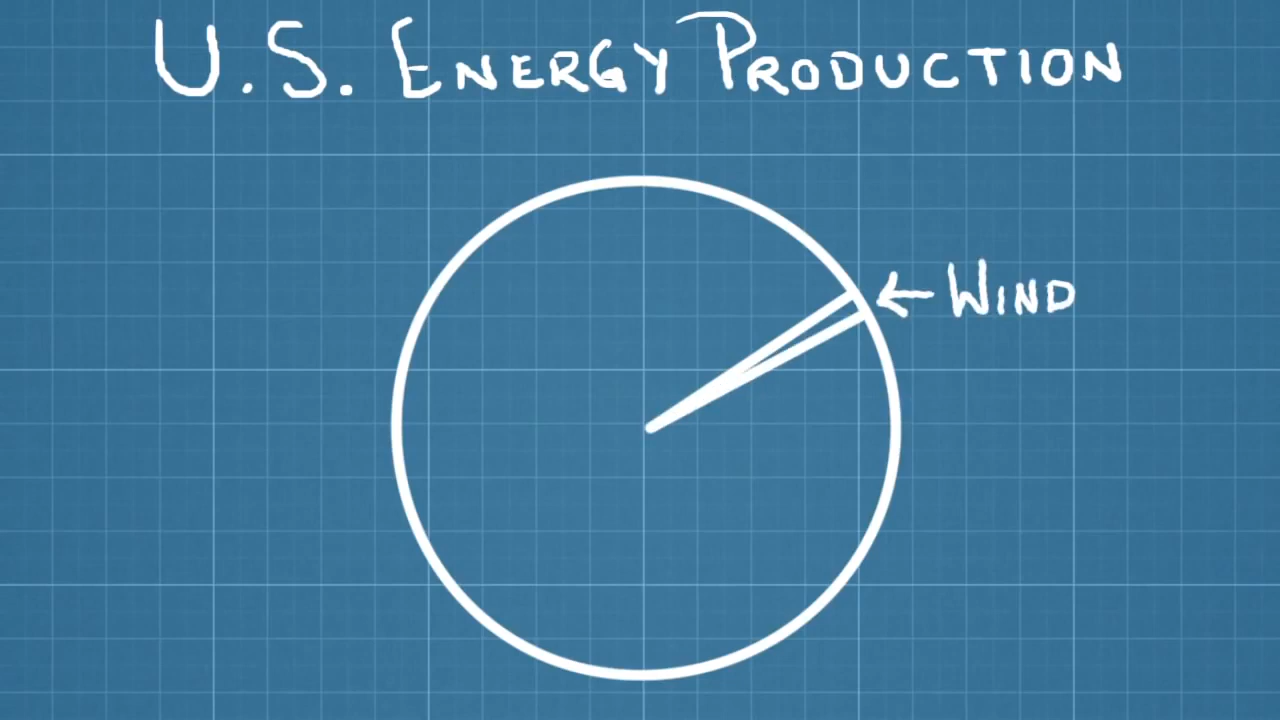 U.S. ENERGY PRODUCTION
← WIND